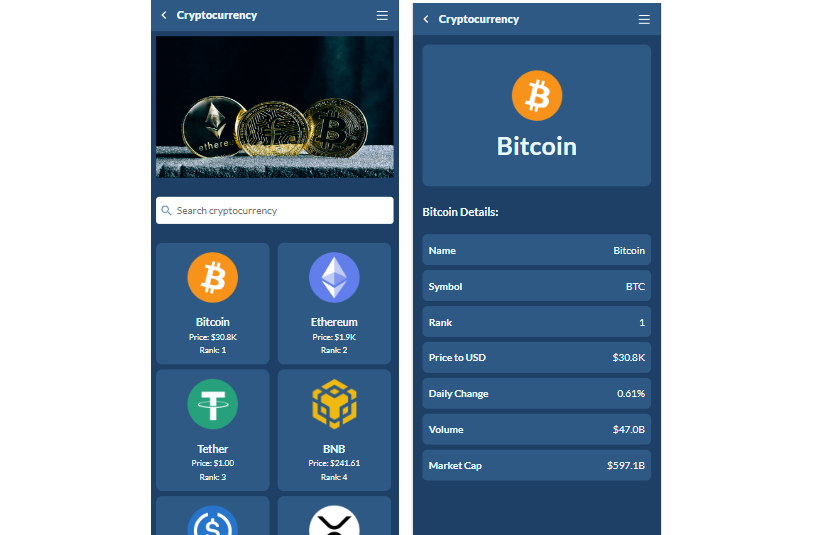 Cryptocurrency
ethere
Search cryptocurrency
Bitcoin
Price: $30.8K
Rank: 1
Ethereum
Price: $1.9K
Rank: 2
Tether
Price: $1.00
Rank: 3
BNB
Price: $241.61
Rank: 4
Cryptocurrency
Bitcoin
Bitcoin Details:
Name Bitcoin
Symbol BTC
Rank 1
Price to USD $30.8K
Daily Change 0.61%
Volume $47.0B
Market Cap $597.1B